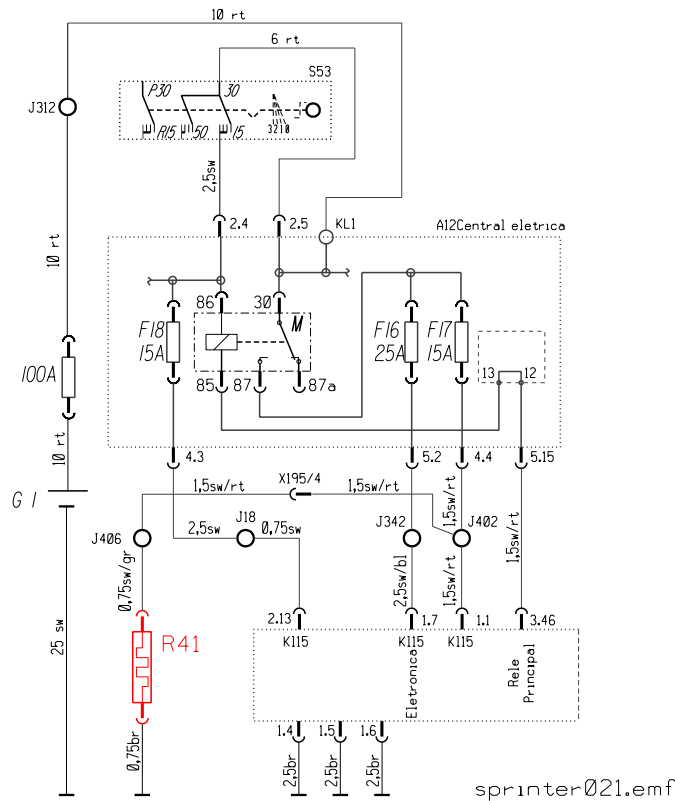 10 rt
6 rt
S53
P30
30
J312
3210
R15
50
15
2,5sw
2.4
2.5
KL1
A12Central eletrica
10 rt
86
30
M
F18
15A
F16
25A
F17
15A
13
12
100A
85
87
87a
10 rt
4.3
5.2
4.4
5.15
X195/4
1,5sw/rt
1,5sw/rt
G 1
J18
J406
2,5sw
0,75sw
J342
J402
1,5sw/rt
1,5sw/rt
0,75sw/gr
2,5sw/bl
1,5sw/rt
2.13
1.7
1.1
3.46
25 sw
R41
K115
K115
K115
Eletronica
Rele
Principal
1.4
1.5
1.6
0,75br
2,5br
2,5br
2,5br
sprinter021.emf